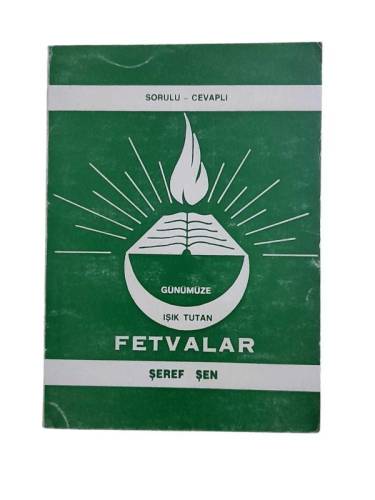 SORULU - CEVAPLI
GÜNÜMÜZE
IŞIK TUTAN
FETVALAR
ŞEREF ŞEN